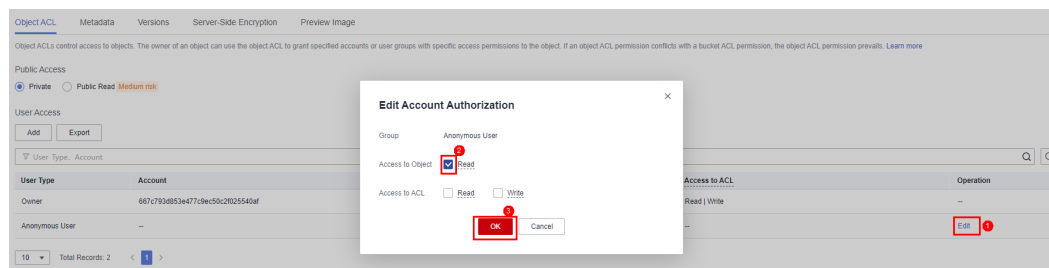 Object ACL Metadata Versions Server-Side Encryption Preview Image
Object ACLs control access to objects. The owner of an object can use the object ACL to grant specified accounts or user groups with specific access permissions to the object. If an object ACL permission conflicts with a bucket ACL permission, the object ACL permission prevails. Learn more
Public Access
Private Public Read Medium risk
User Access
Add Export
User Type、Account
User Type Account Access to ACL Operation
Owner 667c793d853e477c9ec50c2f025540af Read | Write --
Anonymous User -- -- Edit 1
10 Total Records: 2 < 1 >
Edit Account Authorization
Group Anonymous User
2
Access to Object Read
Access to ACL Read Write
3
OK Cancel